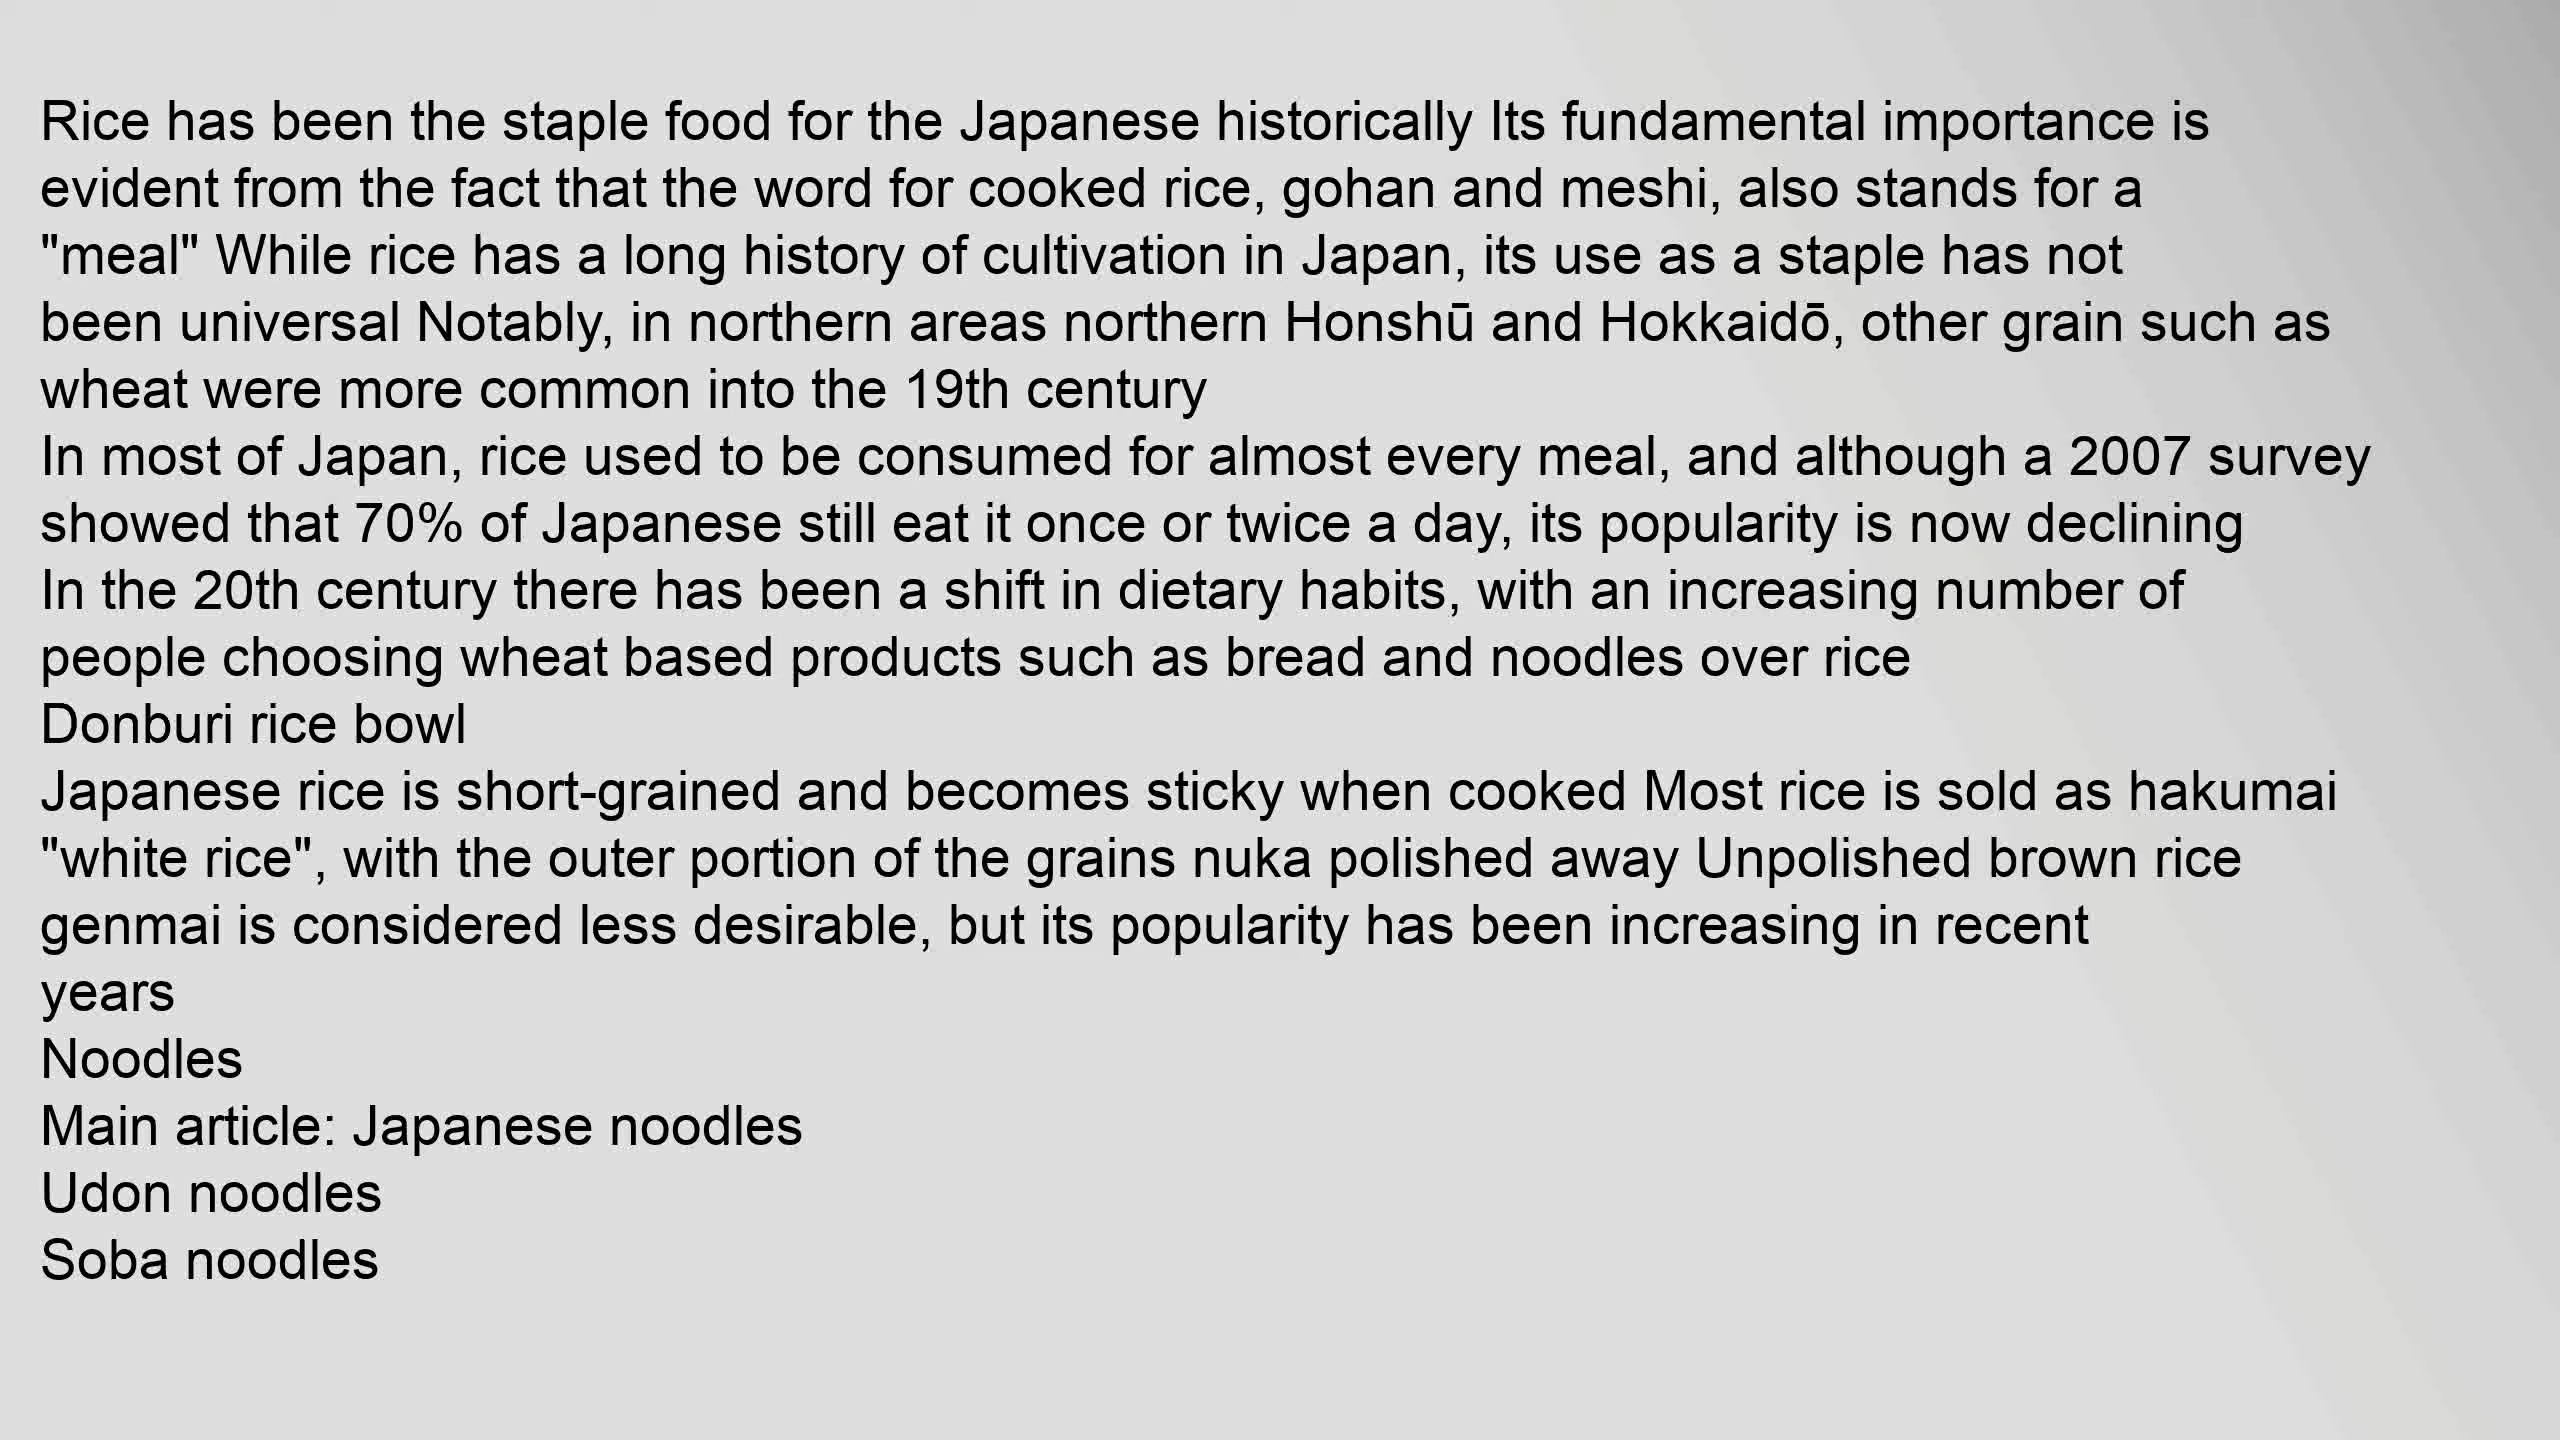 Rice has been the staple food for the Japanese historically Its fundamental importance is
evident from the fact that the word for cooked rice, gohan and meshi, also stands for a
"meal" While rice has a long history of cultivation in Japan, its use as a staple has not
been universal Notably, in northern areas northern Honshū and Hokkaidō, other grain such as
wheat were more common into the 19th century
In most of Japan, rice used to be consumed for almost every meal, and although a 2007 survey
showed that 70% of Japanese still eat it once or twice a day, its popularity is now declining
In the 20th century there has been a shift in dietary habits, with an increasing number of
people choosing wheat based products such as bread and noodles over rice
Donburi rice bowl
Japanese rice is short-grained and becomes sticky when cooked Most rice is sold as hakumai
"white rice", with the outer portion of the grains nuka polished away Unpolished brown rice
genmai is considered less desirable, but its popularity has been increasing in recent
years
Noodles
Main article: Japanese noodles
Udon noodles
Soba noodles